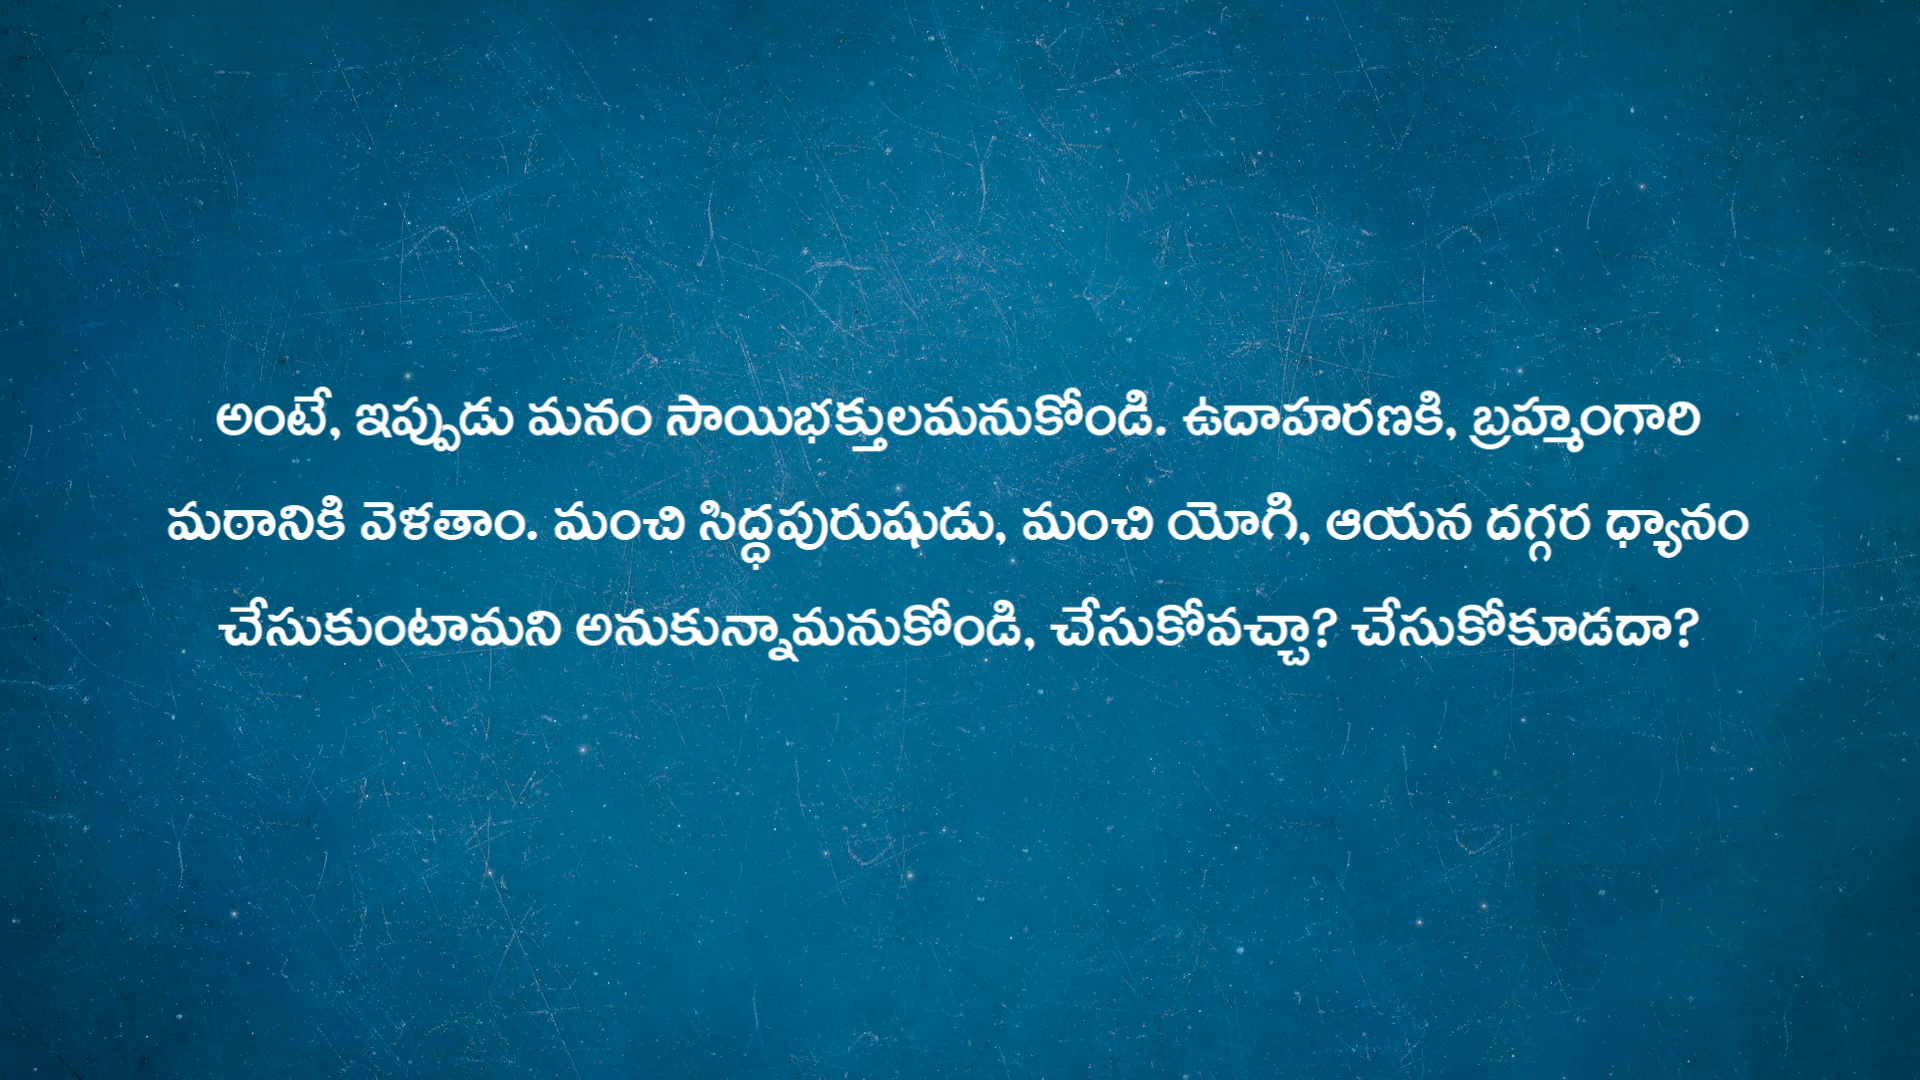 అంటే, ఇప్పుడు మనం సాయిభక్తులమనుకోండి. ఉదాహరణకి, బ్రహ్మంగారి
మఠానికి వెళతాం. మంచి సిద్ధపురుషుడు, మంచి యోగి, ఆయన దగ్గర ధ్యానం
చేసుకుంటామని అనుకున్నామనుకోండి, చేసుకోవచ్చా? చేసుకోకూడదా?